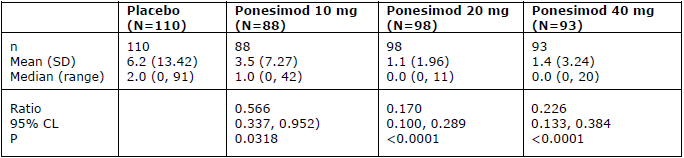 Placebo Ponesimod 10 mg Ponesimod 20 mg Ponesimod 40 mg
(N=110) (N=88) (N=98) (N=93)
n 110 88 98 93
Mean (SD) 6.2 (13.42) 3.5 (7.27) 1.1 (1.96) 1.4 (3.24)
Median (range) 2.0 (0, 91) 1.0 (0, 42) 0.0 (0, 11) 0.0 (0, 20)
Ratio 0.566 0.170 0.226
95% CL 0.337, 0.952) 0.100, 0.289 0.133, 0.384
P 0.0318 <0.0001 <0.0001